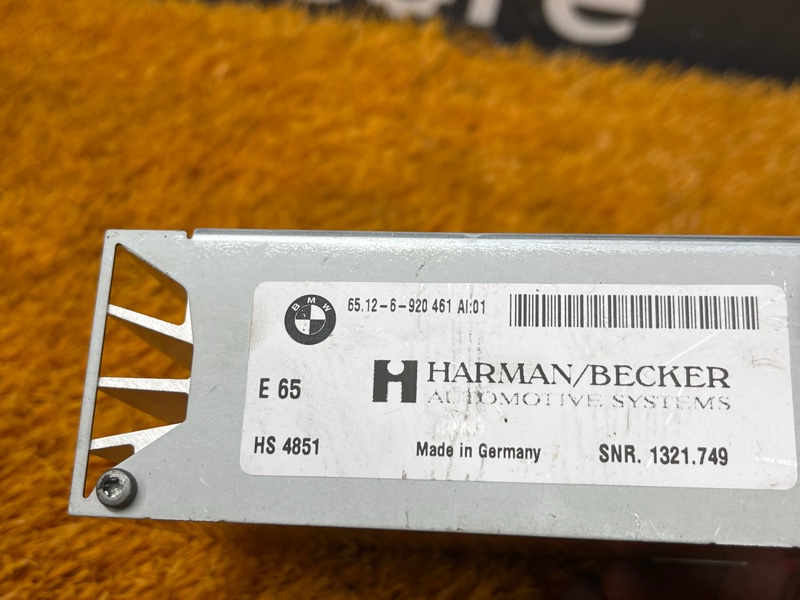 BMW
65.12-6-920 461 AI:01
E 65
HARMAN/BECKER
AUTOMOTIVE SYSTEMS
HS 4851
Made in Germany
SNR. 1321.749